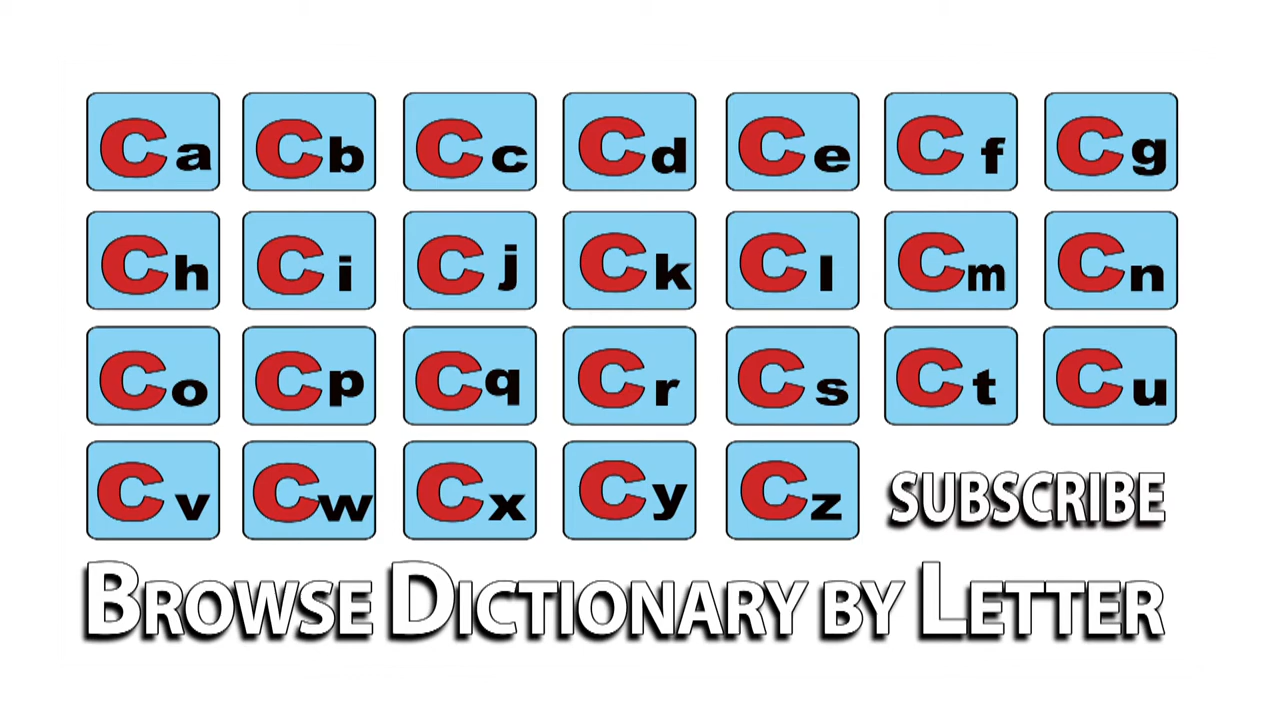 Ca Cb Cc Cd Ce Cf Cg
Ch Ci Cj Ck Cl Cm Cn
Co Cp Cq Cr Cs Ct Cu
Cv Cw Cx Cy Cz SUBSCRIBE
BROWSE DICTIONARY BY LETTER